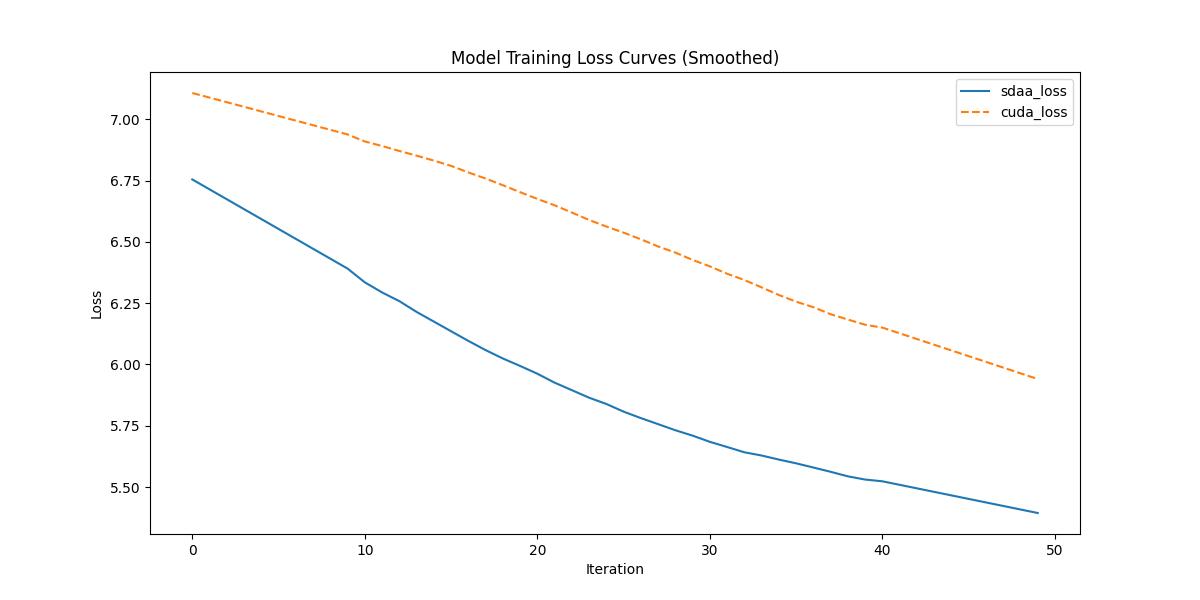 Model Training Loss Curves (Smoothed)
sdaa_loss
cuda_loss
7.00
6.75
6.50
6.25
6.00
5.75
5.50
Loss
0 10 20 30 40 50
Iteration